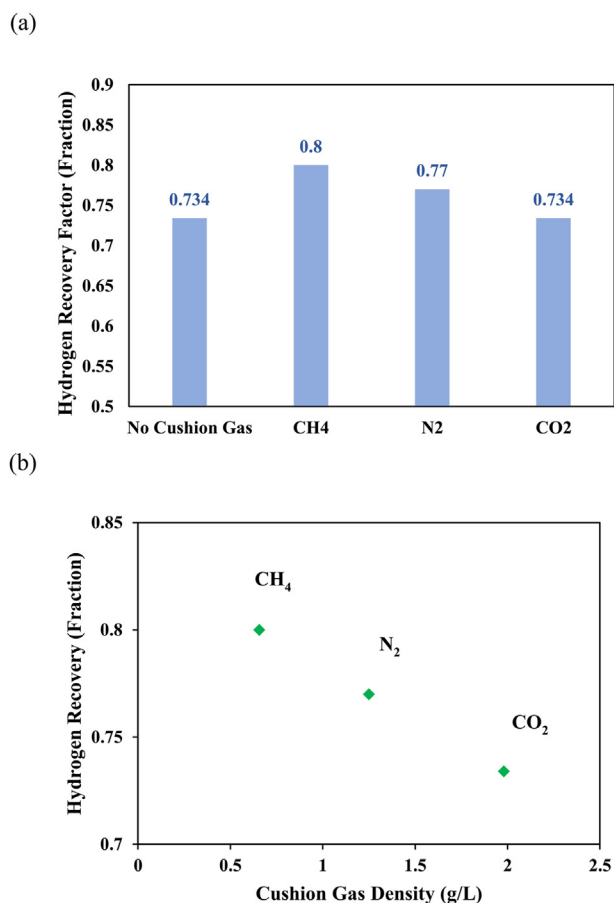 (a)
Hydrogen Recovery Factor (Fraction)
0.9
0.85
0.8
0.75
0.7
0.65
0.6
0.55
0.5
0.734
0.8
0.77
0.734
No Cushion Gas
CH4
N2
CO2
(b)
Hydrogen Recovery (Fraction)
0.85
0.8
0.75
0.7
CH₄
N₂
CO₂
0
0.5
1
1.5
2
2.5
Cushion Gas Density (g/L)